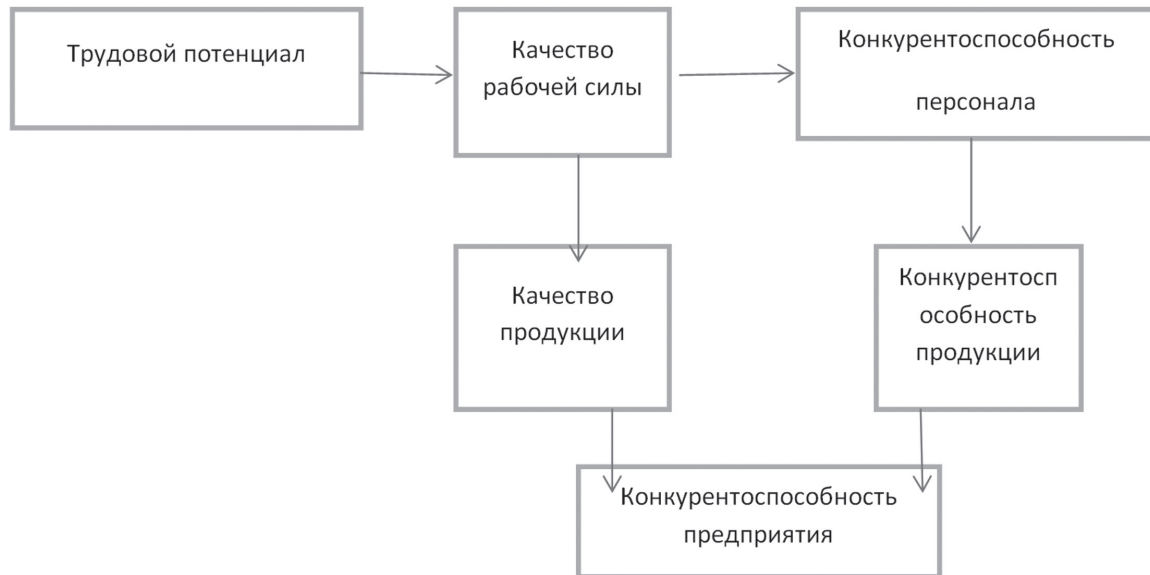 Трудовой потенциал
Качество
рабочей силы
Конкурентоспособность
персонала
Качество
продукции
Конкурентосп
особность
продукции
Конкурентоспособность
предприятия